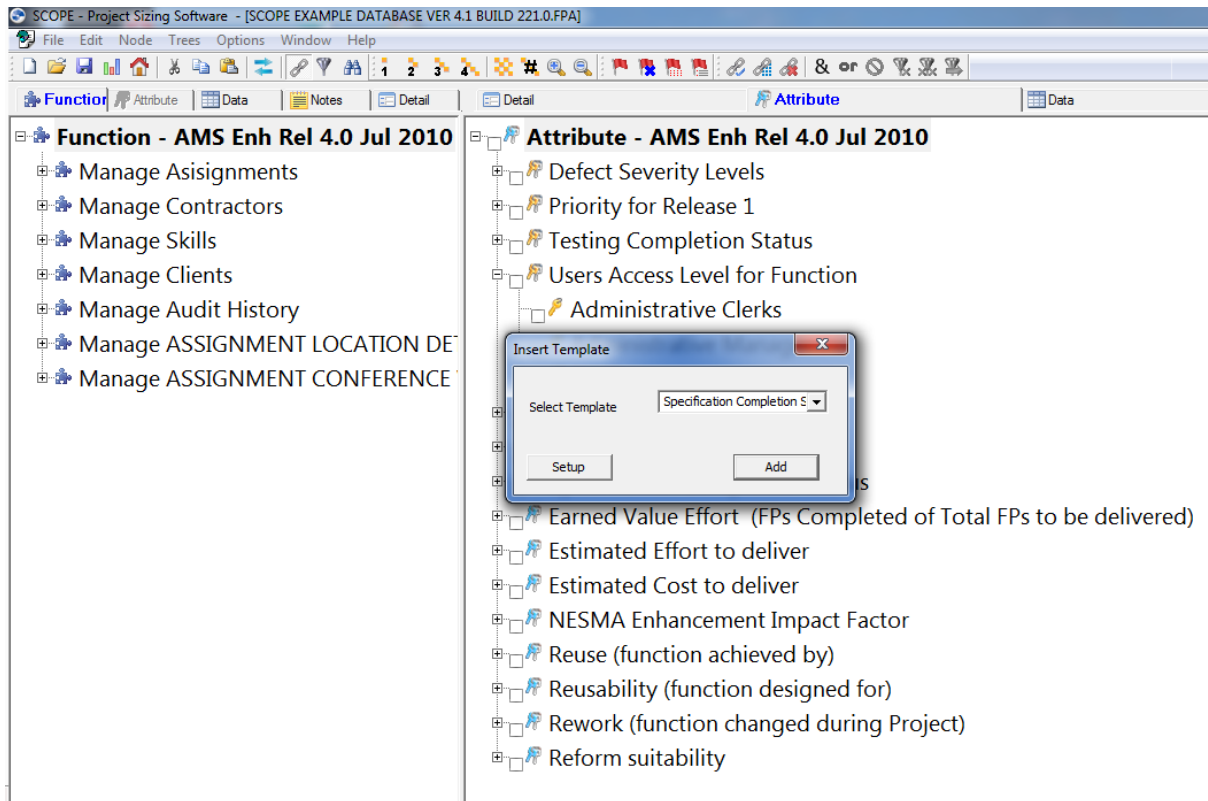 SCOPE - Project Sizing Software - [SCOPE EXAMPLE DATABASE VER 4.1 BUILD 221.0.FPA]
File Edit Node Trees Options Window Help
1 2 3 4 # & or
Function Attribute Data Notes Detail Detail Attribute Data
Function - AMS Enh Rel 4.0 Jul 2010
Manage Asisignments
Manage Contractors
Manage Skills
Manage Clients
Manage Audit History
Manage ASSIGNMENT LOCATION DE
Manage ASSIGNMENT CONFERENCE
Attribute - AMS Enh Rel 4.0 Jul 2010
Defect Severity Levels
Priority for Release 1
Testing Completion Status
Users Access Level for Function
Administrative Clerks
Insert Template
X
Select Template
Specification Completion S
Setup
Add
Earned Value Effort (FPs Completed of Total FPs to be delivered)
Estimated Effort to deliver
Estimated Cost to deliver
NESMA Enhancement Impact Factor
Reuse (function achieved by)
Reusability (function designed for)
Rework (function changed during Project)
Reform suitability